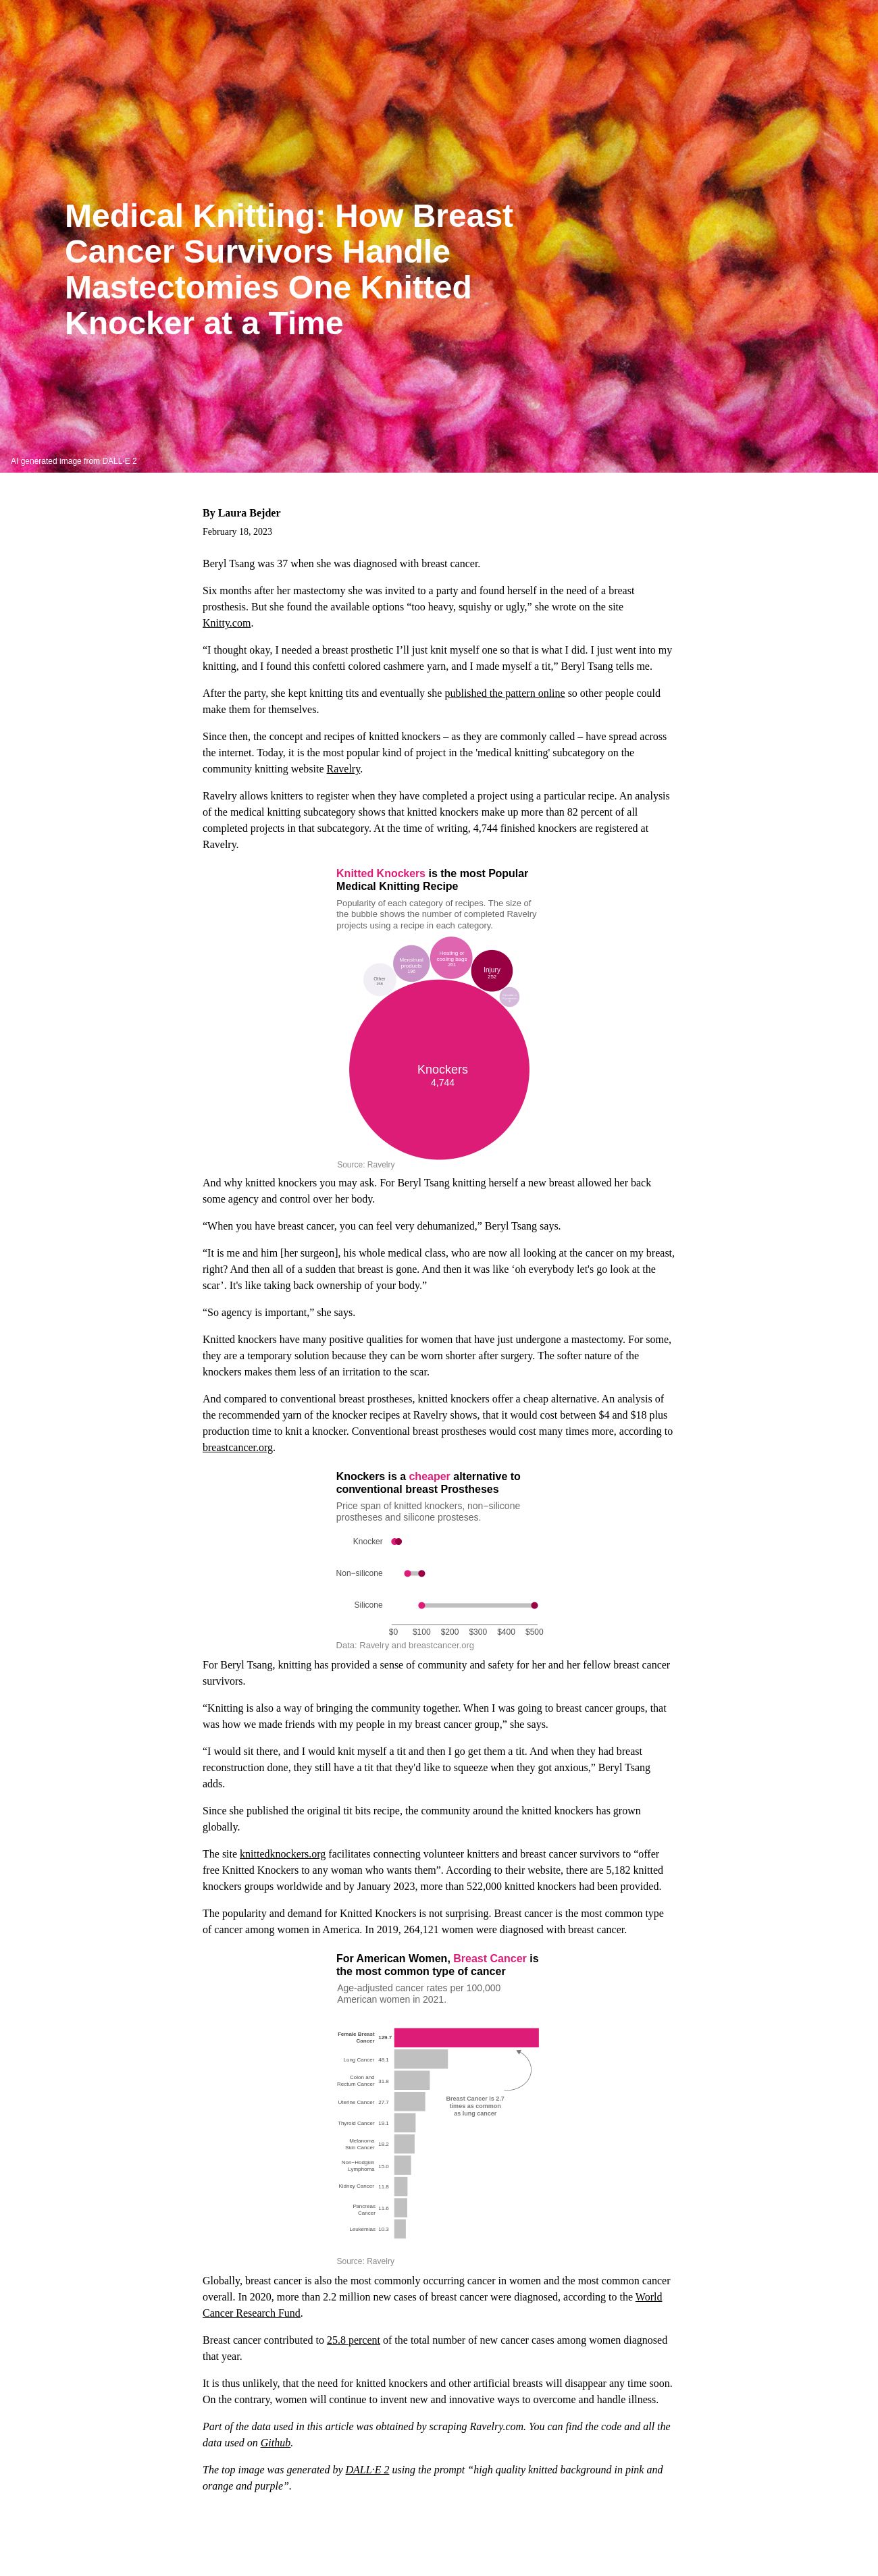 Medical Knitting: How Breast
Cancer Survivors Handle
Mastectomies One Knitted
Knocker at a Time
AI generated image from DALL·E 2
By Laura Bejder
February 18, 2023
Beryl Tsang was 37 when she was diagnosed with breast cancer.
Six months after her mastectomy she was invited to a party and found herself in the need of a breast
prosthesis. But she found the available options “too heavy, squishy or ugly,” she wrote on the site
Knitty.com.
“I thought okay, I needed a breast prosthetic I’ll just knit myself one so that is what I did. I just went into my
knitting, and I found this confetti colored cashmere yarn, and I made myself a tit,” Beryl Tsang tells me.
After the party, she kept knitting tits and eventually she published the pattern online so other people could
make them for themselves.
Since then, the concept and recipes of knitted knockers – as they are commonly called – have spread across
the internet. Today, it is the most popular kind of project in the 'medical knitting' subcategory on the
community knitting website Ravelry.
Ravelry allows knitters to register when they have completed a project using a particular recipe. An analysis
of the medical knitting subcategory shows that knitted knockers make up more than 82 percent of all
completed projects in that subcategory. At the time of writing, 4,744 finished knockers are registered at
Ravelry.
Knitted Knockers is the most Popular
Medical Knitting Recipe
Popularity of each category of recipes. The size of
the bubble shows the number of completed Ravelry
projects using a recipe in each category.
Heating or
cooling bags
Menstrual
products
Injury
252
Other
Knockers
4,744
Source: Ravelry
And why knitted knockers you may ask. For Beryl Tsang knitting herself a new breast allowed her back
some agency and control over her body.
“When you have breast cancer, you can feel very dehumanized,” Beryl Tsang says.
“It is me and him [her surgeon], his whole medical class, who are now all looking at the cancer on my breast,
right? And then all of a sudden that breast is gone. And then it was like ‘oh everybody let's go look at the
scar’. It's like taking back ownership of your body.”
“So agency is important,” she says.
Knitted knockers have many positive qualities for women that have just undergone a mastectomy. For some,
they are a temporary solution because they can be worn shorter after surgery. The softer nature of the
knockers makes them less of an irritation to the scar.
And compared to conventional breast prostheses, knitted knockers offer a cheap alternative. An analysis of
the recommended yarn of the knocker recipes at Ravelry shows, that it would cost between $4 and $18 plus
production time to knit a knocker. Conventional breast prostheses would cost many times more, according to
breastcancer.org.
Knockers is a cheaper alternative to
conventional breast Prostheses
Price span of knitted knockers, non−silicone
prostheses and silicone prosteses.
Knocker
Non−silicone
Silicone
$0 $100 $200 $300 $400 $500
Data: Ravelry and breastcancer.org
For Beryl Tsang, knitting has provided a sense of community and safety for her and her fellow breast cancer
survivors.
“Knitting is also a way of bringing the community together. When I was going to breast cancer groups, that
was how we made friends with my people in my breast cancer group,” she says.
“I would sit there, and I would knit myself a tit and then I go get them a tit. And when they had breast
reconstruction done, they still have a tit that they'd like to squeeze when they got anxious,” Beryl Tsang
adds.
Since she published the original tit bits recipe, the community around the knitted knockers has grown
globally.
The site knittedknockers.org facilitates connecting volunteer knitters and breast cancer survivors to “offer
free Knitted Knockers to any woman who wants them”. According to their website, there are 5,182 knitted
knockers groups worldwide and by January 2023, more than 522,000 knitted knockers had been provided.
The popularity and demand for Knitted Knockers is not surprising. Breast cancer is the most common type
of cancer among women in America. In 2019, 264,121 women were diagnosed with breast cancer.
For American Women, Breast Cancer is
the most common type of cancer
Age-adjusted cancer rates per 100,000
American women in 2021.
Female Breast
Cancer 129.7
Lung Cancer 48.1
Colon and
Rectum Cancer 31.8
Uterine Cancer 27.7
Breast Cancer is 2.7
times as common
as lung cancer
Thyroid Cancer 19.1
Melanoma
Skin Cancer 18.2
Non−Hodgkin
Lymphoma 15.0
Kidney Cancer 11.8
Pancreas
Cancer 11.6
Leukemias 10.3
Source: Ravelry
Globally, breast cancer is also the most commonly occurring cancer in women and the most common cancer
overall. In 2020, more than 2.2 million new cases of breast cancer were diagnosed, according to the World
Cancer Research Fund.
Breast cancer contributed to 25.8 percent of the total number of new cancer cases among women diagnosed
that year.
It is thus unlikely, that the need for knitted knockers and other artificial breasts will disappear any time soon.
On the contrary, women will continue to invent new and innovative ways to overcome and handle illness.
Part of the data used in this article was obtained by scraping Ravelry.com. You can find the code and all the
data used on Github.
The top image was generated by DALL·E 2 using the prompt “high quality knitted background in pink and
orange and purple”.